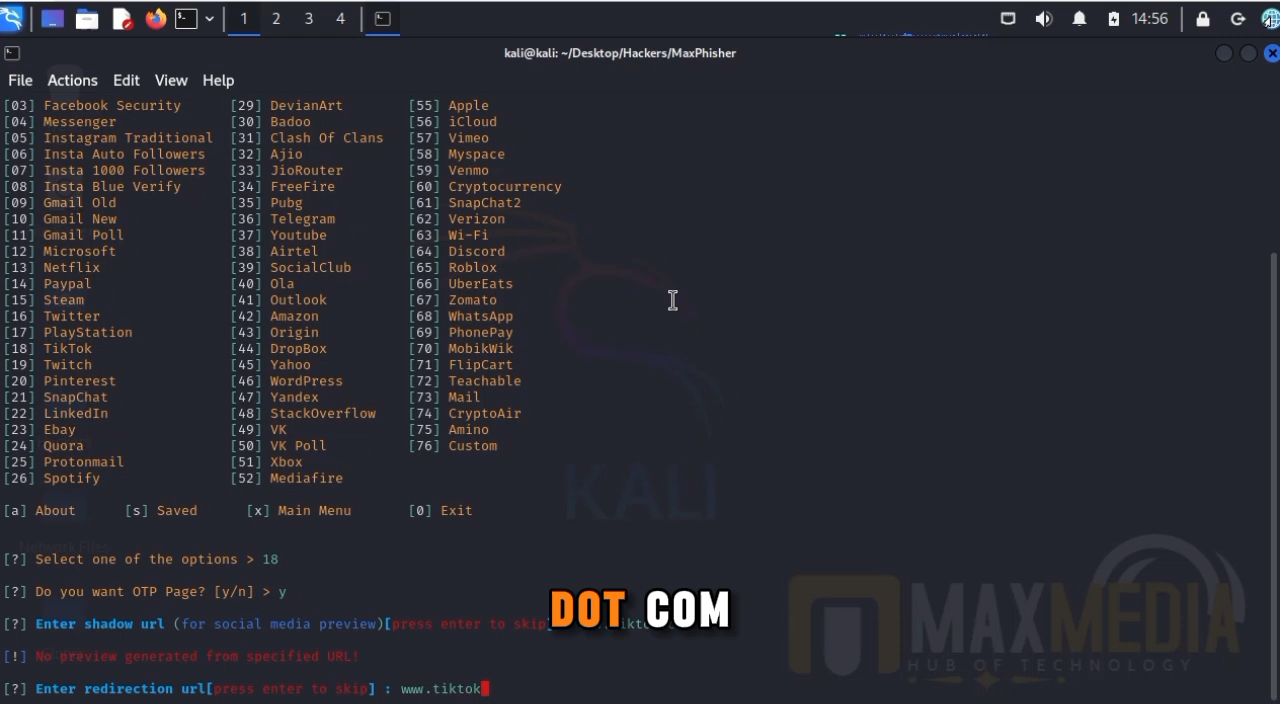 1 2 3 4 14:56
kali@kali: ~/Desktop/Hackers/MaxPhisher
File Actions Edit View Help
[03] Facebook Security [29] DevianArt [55] Apple
[04] Messenger [30] Badoo [56] iCloud
[05] Instagram Traditional [31] Clash Of Clans [57] Vimeo
[06] Insta Auto Followers [32] Ajio [58] Myspace
[07] Insta 1000 Followers [33] JioRouter [59] Venmo
[08] Insta Blue Verify [34] FreeFire [60] Cryptocurrency
[09] Gmail Old [35] Pubg [61] SnapChat2
[10] Gmail New [36] Telegram [62] Verizon
[11] Gmail Poll [37] Youtube [63] Wi-Fi
[12] Microsoft [38] Airtel [64] Discord
[13] Netflix [39] SocialClub [65] Roblox
[14] Paypal [40] Ola [66] UberEats
[15] Steam [41] Outlook [67] Zomato
[16] Twitter [42] Amazon [68] WhatsApp
[17] PlayStation [43] Origin [69] PhonePay
[18] TikTok [44] DropBox [70] MobikWik
[19] Twitch [45] Yahoo [71] FlipCart
[20] Pinterest [46] WordPress [72] Teachable
[21] SnapChat [47] Yandex [73] Mail
[22] LinkedIn [48] StackOverflow [74] CryptoAir
[23] Ebay [49] VK [75] Amino
[24] Quora [50] VK Poll [76] Custom
[25] Protonmail [51] Xbox
[26] Spotify [52] Mediafire
KALI
[a] About [s] Saved [x] Main Menu [0] Exit
[?] Select one of the options > 18
[?] Do you want OTP Page? [y/n] > y
DOT COM
[?] Enter shadow url (for social media preview)[press enter to skip]
[!] No preview generated from specified URL!
[?] Enter redirection url[press enter to skip] : www.tiktok
MAXMEDIA
HUB OF TECHNOLOGY